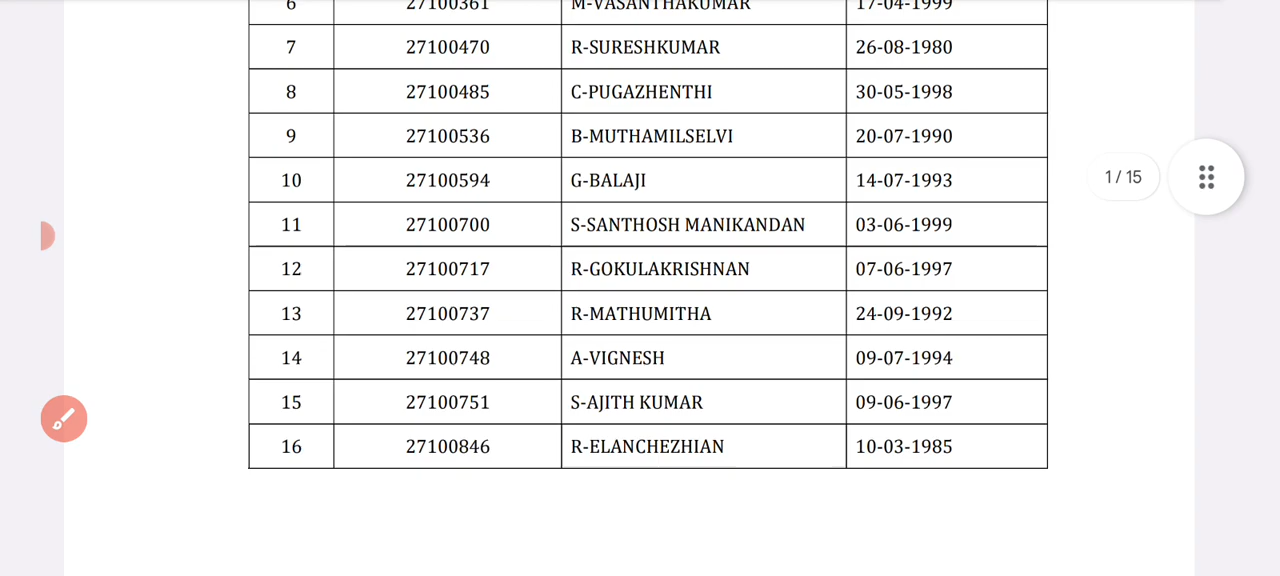 6 27100361 M-VASANTHAKUMAR 17-04-1999
7 27100470 R-SURESHKUMAR 26-08-1980
8 27100485 C-PUGAZHENTHI 30-05-1998
9 27100536 B-MUTHAMILSELVI 20-07-1990
10 27100594 G-BALAJI 14-07-1993
11 27100700 S-SANTHOSH MANIKANDAN 03-06-1999
12 27100717 R-GOKULAKRISHNAN 07-06-1997
13 27100737 R-MATHUMITHA 24-09-1992
14 27100748 A-VIGNESH 09-07-1994
15 27100751 S-AJITH KUMAR 09-06-1997
16 27100846 R-ELANCHEZHIAN 10-03-1985
1 / 15